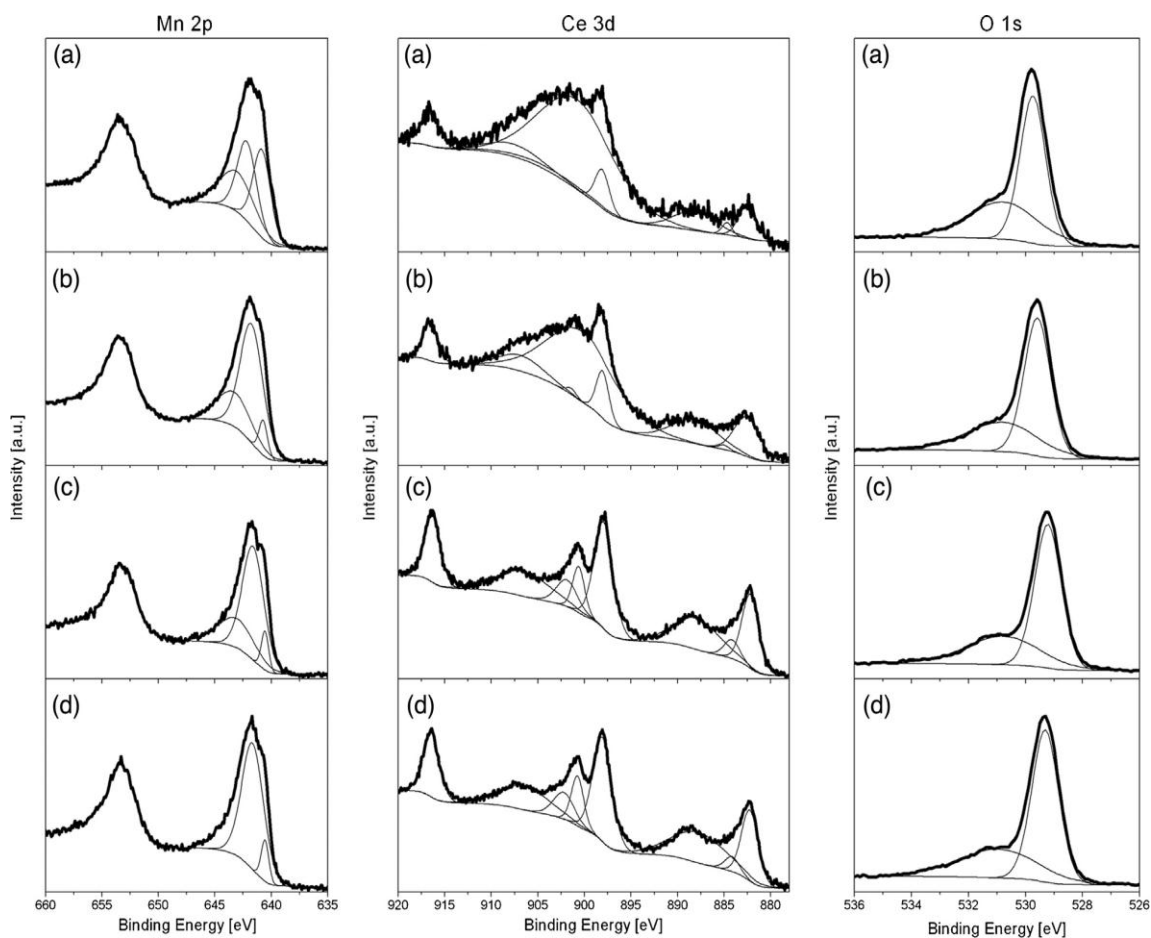 Mn 2p
Ce 3d
O 1s
(a)
(a)
(a)
(b)
(b)
(b)
(c)
(c)
(c)
(d)
(d)
(d)
Intensity [a.u.]
Intensity [a.u.]
Intensity [a.u.]
660 655 650 645 640 635
920 915 910 905 900 895 890 885 880
536 534 532 530 528 526
Binding Energy [eV]
Binding Energy [eV]
Binding Energy [eV]